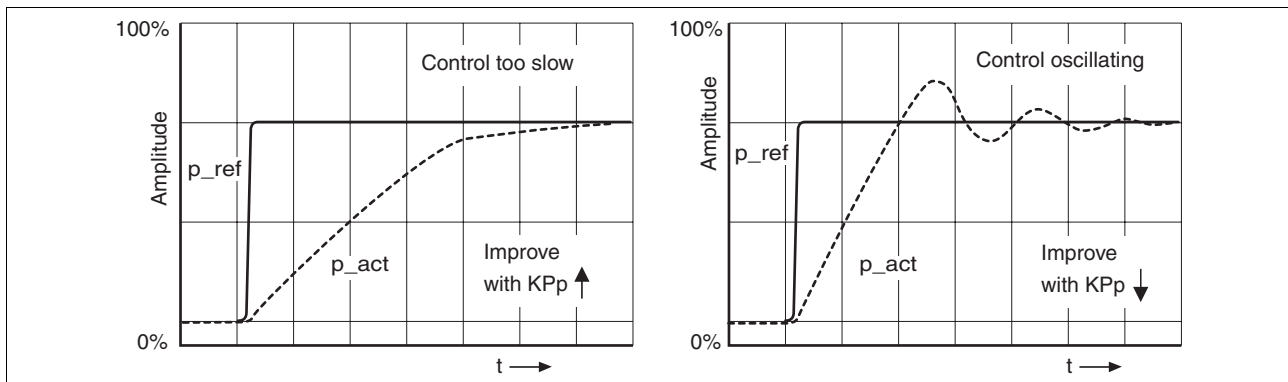 100%
Control too slow
Amplitude
p_ref
p_act
Improve
with KPp
0%
t
100%
Control oscillating
Amplitude
p_ref
p_act
Improve
with KPp
0%
t